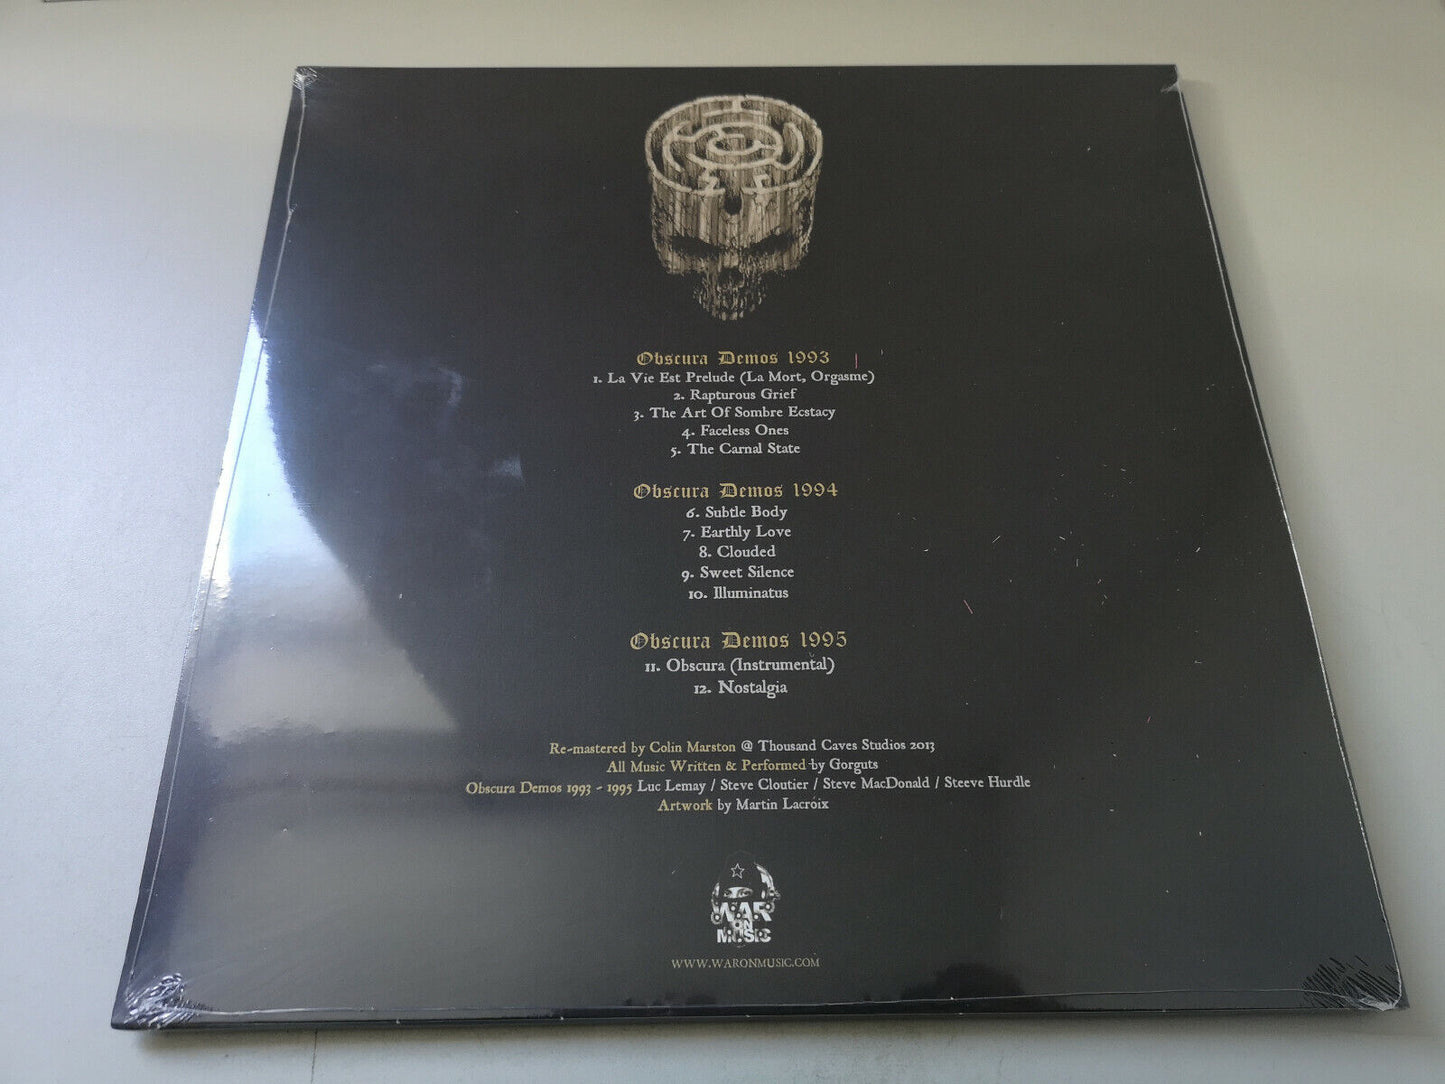 Obscura Demos 1993
1. La Vie Est Prelude (La Mort, Orgasme)
2. Rapturous Grief
3. The Art Of Sombre Ecstacy
4. Faceless Ones
5. The Carnal State
Obscura Demos 1994
6. Subtle Body
7. Earthly Love
8. Clouded
9. Sweet Silence
10. Illuminatus
Obscura Demos 1995
11. Obscura (Instrumental)
12. Nostalgia
Re-mastered by Colin Marston @ Thousand Caves Studios 2013
All Music Written & Performed by Gorguts
Obscura Demos 1993 - 1995 Luc Lemay / Steve Cloutier / Steve MacDonald / Steeve Hurdle
Artwork by Martin Lacroix
WAR
ON
MUSIC
WWW.WARONMUSIC.COM